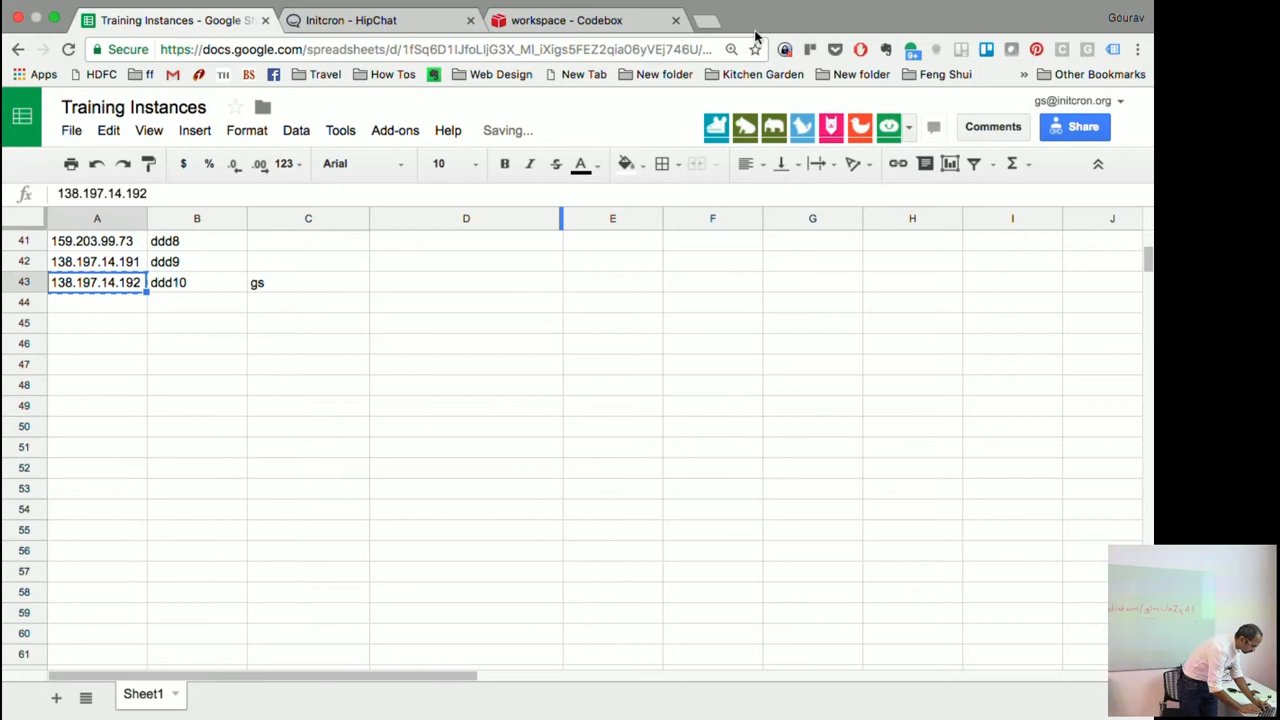 Training Instances - Google Sh
Initcron - HipChat
workspace - Codebox
Gourav
Secure
https://docs.google.com/spreadsheets/d/1fSq6D1IJfoLIjG3X_MI_iXigs5FEZ2qia06yVEj746U/...
9+
Apps
HDFC
ff
TII
BS
Travel
How Tos
Web Design
New Tab
New folder
Kitchen Garden
New folder
Feng Shui
»
Other Bookmarks
Training Instances
gs@initcron.org
File Edit View Insert Format Data Tools Add-ons Help Saving...
Comments
Share
$ % .0 .00 123 Arial 10 B I S A Σ
fx 138.197.14.192
A B C D E F G H I J
41 159.203.99.73 ddd8
42 138.197.14.191 ddd9
43 138.197.14.192 ddd10 gs
44
45
46
47
48
49
50
51
52
53
54
55
56
57
58
59
60
61
+ Sheet1